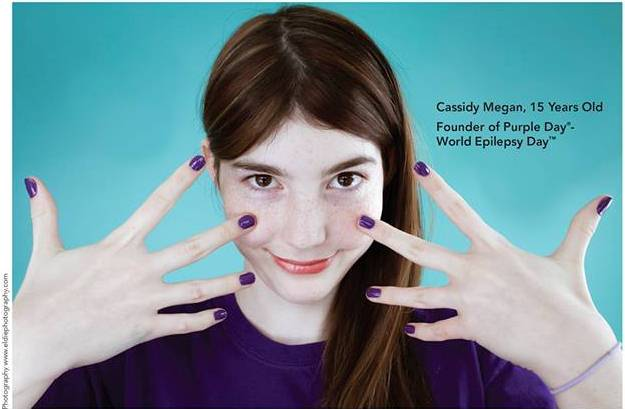 Cassidy Megan, 15 Years Old
Founder of Purple Day®-
World Epilepsy Day™
Photography www.eldiephotography.com